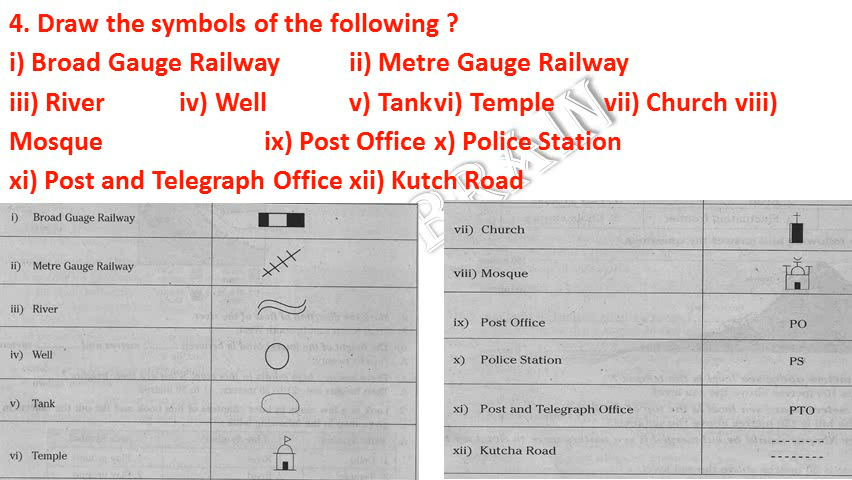 4. Draw the symbols of the following ?
i) Broad Gauge Railway ii) Metre Gauge Railway
iii) River iv) Well v) Tankvi) Temple vii) Church viii)
Mosque ix) Post Office x) Police Station
xi) Post and Telegraph Office xii) Kutch Road
BRAIN
i) Broad Guage Railway
ii) Metre Gauge Railway
iii) River
iv) Well
v) Tank
vi) Temple
vii) Church
viii) Mosque
ix) Post Office PO
x) Police Station PS
xi) Post and Telegraph Office PTO
xii) Kutcha Road